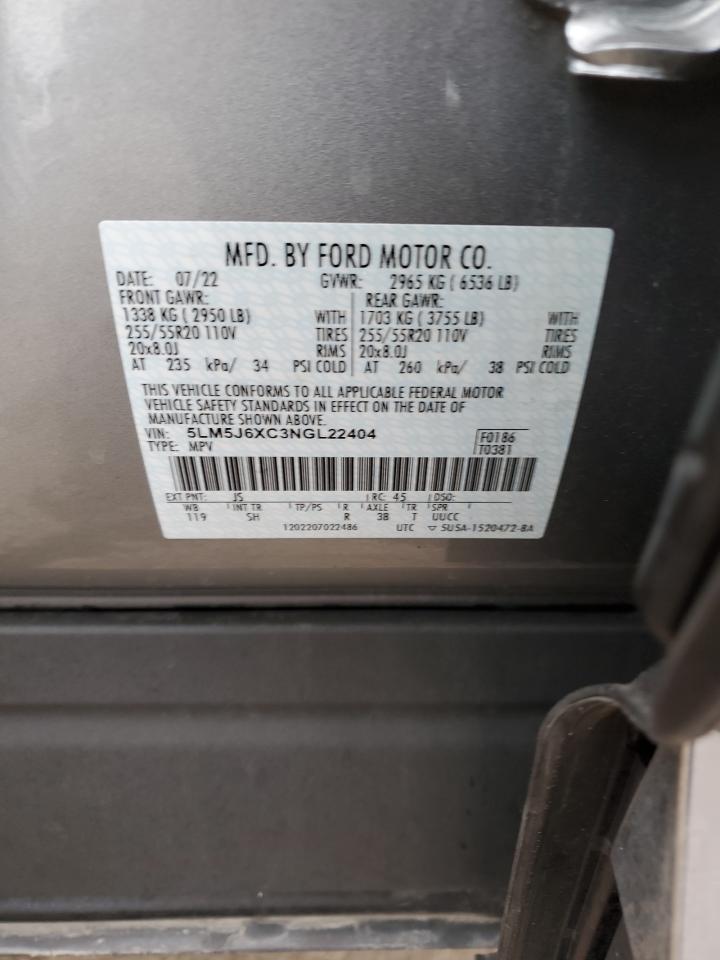 MFD. BY FORD MOTOR CO.
DATE: 07/22 GVWR: 2965 KG ( 6536 LB)
FRONT GAWR: REAR GAWR:
1338 KG ( 2950 LB) WITH 1703 KG ( 3755 LB) WITH
255/55R20 110V TIRES 255/55R20 110V TIRES
20x8.0J RIMS 20x8.0J RIMS
AT 235 kPa/ 34 PSI COLD AT 260 kPa/ 38 PSI COLD
THIS VEHICLE CONFORMS TO ALL APPLICABLE FEDERAL MOTOR
VEHICLE SAFETY STANDARDS IN EFFECT ON THE DATE OF
MANUFACTURE SHOWN ABOVE.
VIN: 5LM5J6XC3NGL22404 F0186
TYPE: MPV T0381
EXT PNT: JS RC: 45 DSO:
WB INT TR TP/PS R AXLE TR SPR
119 SH R 38 T UUCC
1202207022486 UTC ▽ 5U5A-1520472-BA